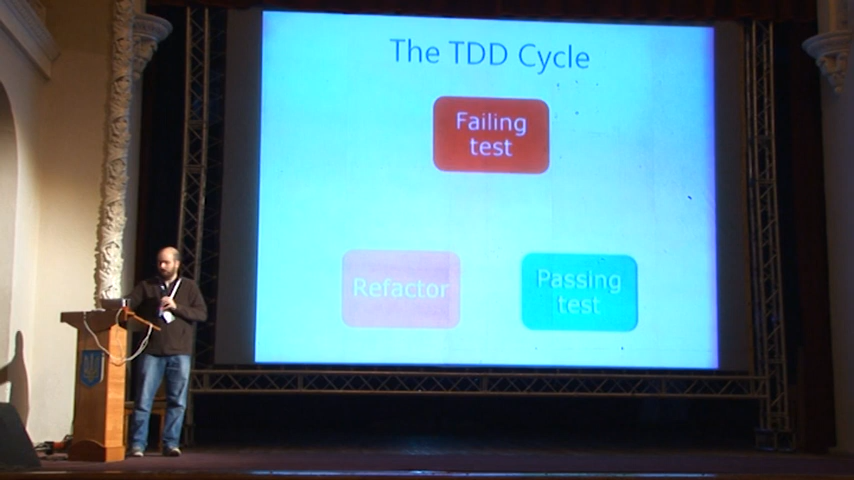 The TDD Cycle
Failing
test
Refactor
Passing
test